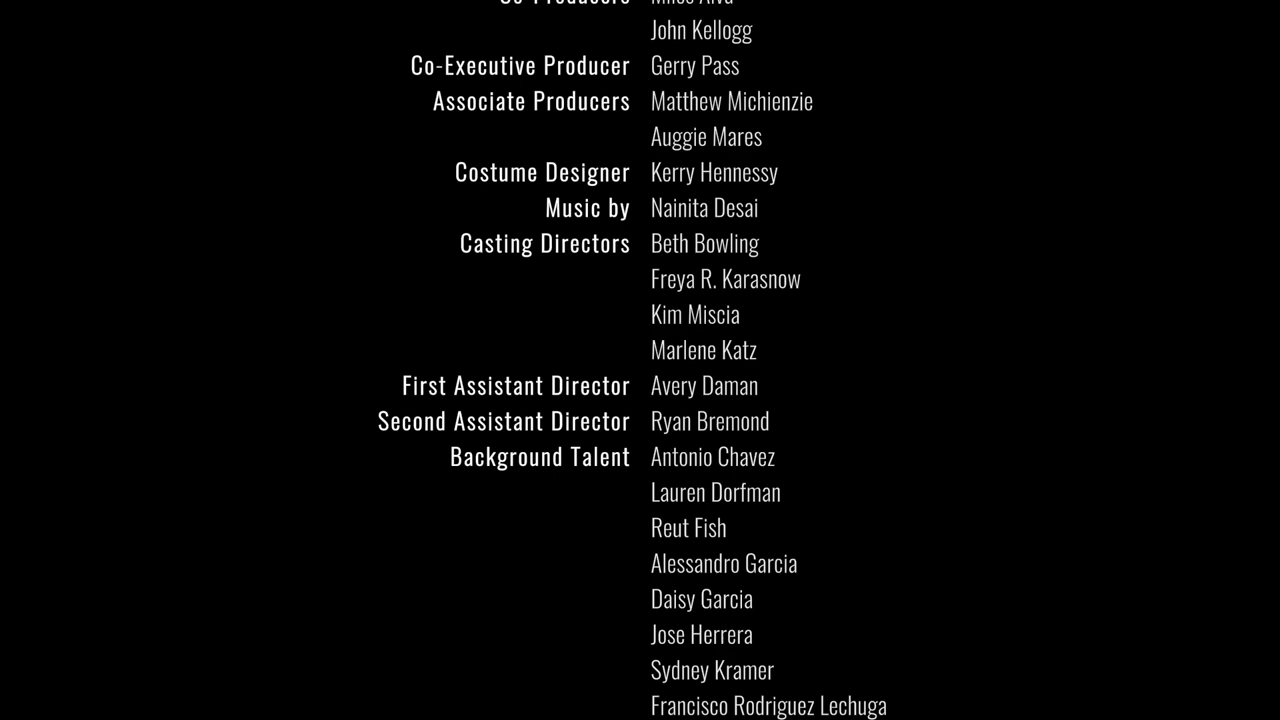 John Kellogg
Co-Executive Producer Gerry Pass
Associate Producers Matthew Michienzie
Auggie Mares
Costume Designer Kerry Hennessy
Music by Nainita Desai
Casting Directors Beth Bowling
Freya R. Karasnow
Kim Miscia
Marlene Katz
First Assistant Director Avery Daman
Second Assistant Director Ryan Bremond
Background Talent Antonio Chavez
Lauren Dorfman
Reut Fish
Alessandro Garcia
Daisy Garcia
Jose Herrera
Sydney Kramer
Francisco Rodriguez Lechuga